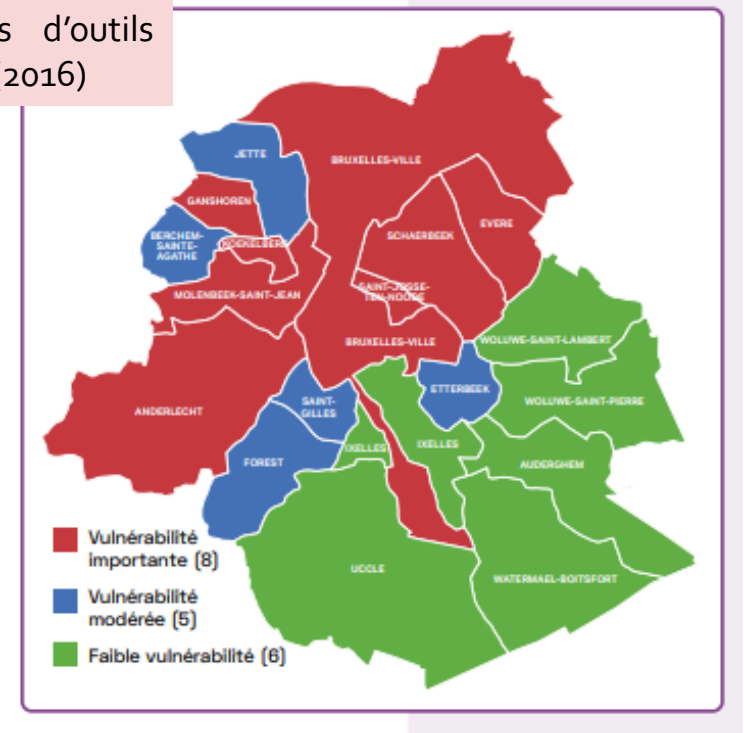 s d'outils
(2016)
JETTE
BRUXELLES-VILLE
GANSHOREN
EVERE
SCHAERBEEK
BERCHEM-
SAINTE-
AGATHE
KOEKELBERG
SAINT-JOSSE-
TEN-NOODE
MOLENBEEK-SAINT-JEAN
BRUXELLES-VILLE
WOLUWE-SAINT-LAMBERT
ETTERBEEK
SAINT-
GILLES
WOLUWE-SAINT-PIERRE
ANDERLECHT
IXELLES
IXELLES
FOREST
AUDERGHEM
UCCLE
WATERMAEL-BOITSFORT
Vulnérabilité
importante (8)
Vulnérabilité
modérée (5)
Faible vulnérabilité (6)